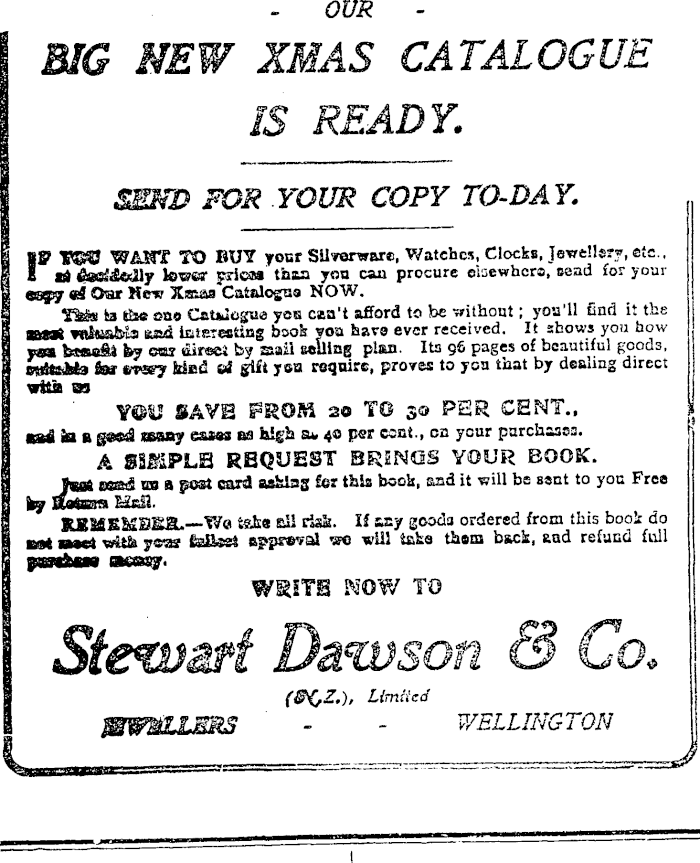 - OUR -
BIG NEW XMAS CATALOGUE
IS READY.
SEND FOR YOUR COPY TO-DAY.
IF YOU WANT TO BUY your Silverware, Watches, Clocks, Jewellery, etc.,
at decidedly lower prices than you can procure elsewhere, send for your
copy of Our New Xmas Catalogue NOW.
This is the one Catalogue you can't afford to be without; you'll find it the
most valuable and interesting book you have ever received. It shows you how
you benefit by our direct by mail selling plan. Its 96 pages of beautiful goods,
suitable for every kind of gift you require, proves to you that by dealing direct
with us
YOU SAVE FROM 20 TO 30 PER CENT.,
and in a good many cases as high as 40 per cent., on your purchases.
A SIMPLE REQUEST BRINGS YOUR BOOK.
Just send us a post card asking for this book, and it will be sent to you Free
by Return Mail.
REMEMBER.—We take all risk. If any goods ordered from this book do
not meet with your fullest approval we will take them back, and refund full
purchase money.
WRITE NOW TO
Stewart Dawson & Co.
(N.Z.), Limited
JEWELLERS - - WELLINGTON